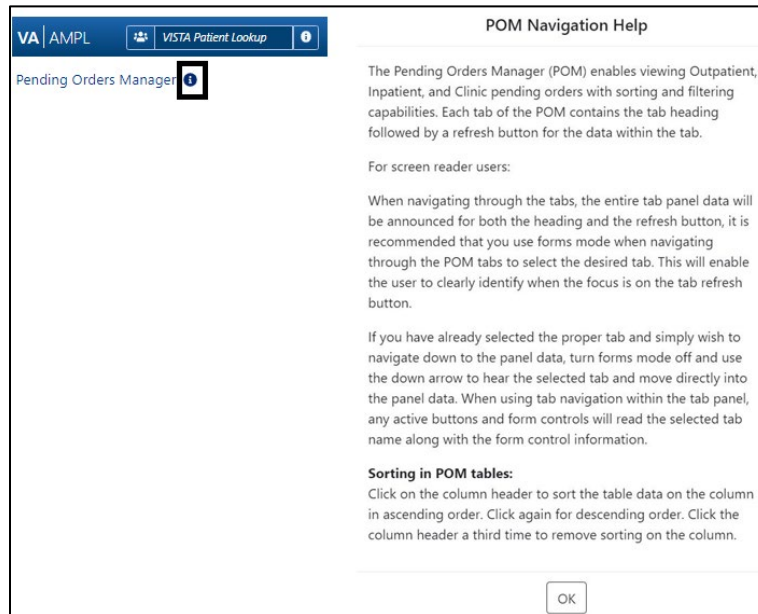 VA AMPL VISTA Patient Lookup
Pending Orders Manager
POM Navigation Help
The Pending Orders Manager (POM) enables viewing Outpatient,
Inpatient, and Clinic pending orders with sorting and filtering
capabilities. Each tab of the POM contains the tab heading
followed by a refresh button for the data within the tab.
For screen reader users:
When navigating through the tabs, the entire tab panel data will
be announced for both the heading and the refresh button, it is
recommended that you use forms mode when navigating
through the POM tabs to select the desired tab. This will enable
the user to clearly identify when the focus is on the tab refresh
button.
If you have already selected the proper tab and simply wish to
navigate down to the panel data, turn forms mode off and use
the down arrow to hear the selected tab and move directly into
the panel data. When using tab navigation within the tab panel,
any active buttons and form controls will read the selected tab
name along with the form control information.
Sorting in POM tables:
Click on the column header to sort the table data on the column
in ascending order. Click again for descending order. Click the
column header a third time to remove sorting on the column.
OK